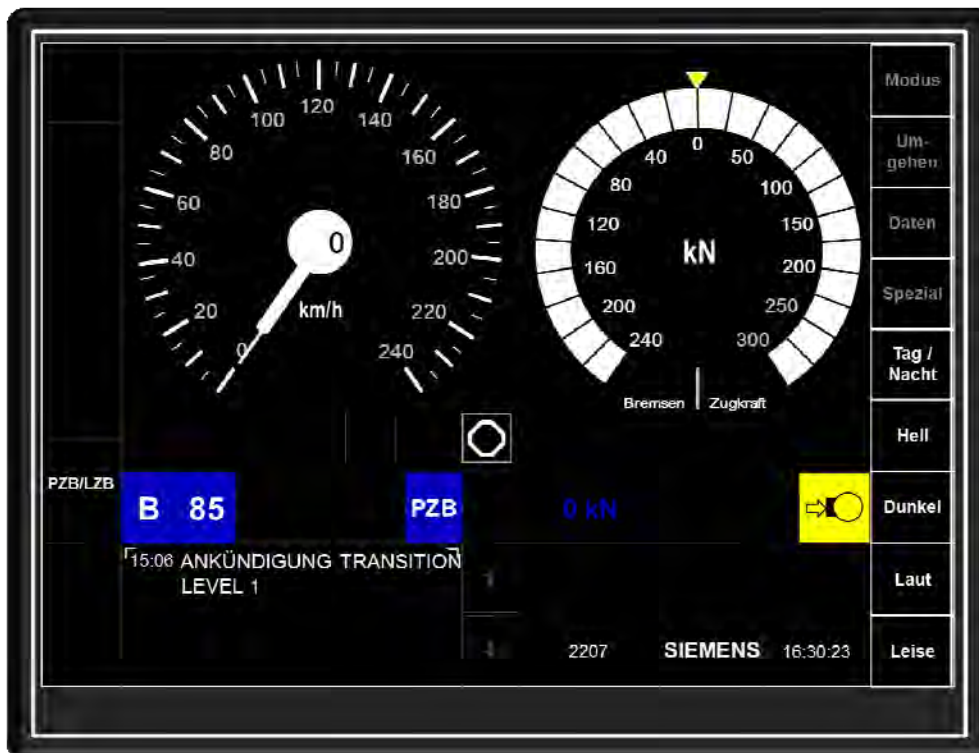 Modus
Um-
gehen
Daten
Spezial
Tag /
Nacht
Hell
Dunkel
Laut
Leise
0
20
40
60
80
100
120
140
160
180
200
220
240
0
km/h
240
200
160
120
80
40
0
50
100
150
200
250
300
kN
Bremsen
Zugkraft
PZB/LZB
B 85
PZB
0 kN
15:06 ANKÜNDIGUNG TRANSITION
LEVEL 1
2207 SIEMENS 16:30:23